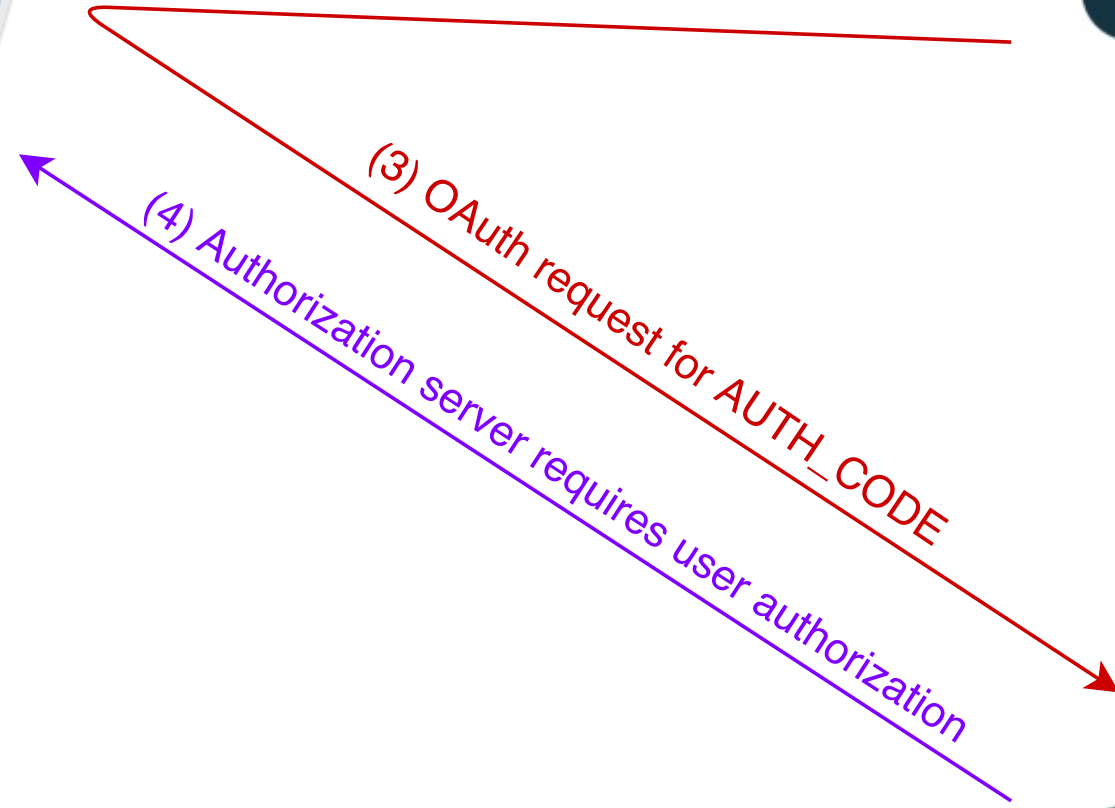 (3) OAuth request for AUTH_CODE
(4) Authorization server requires user authorization